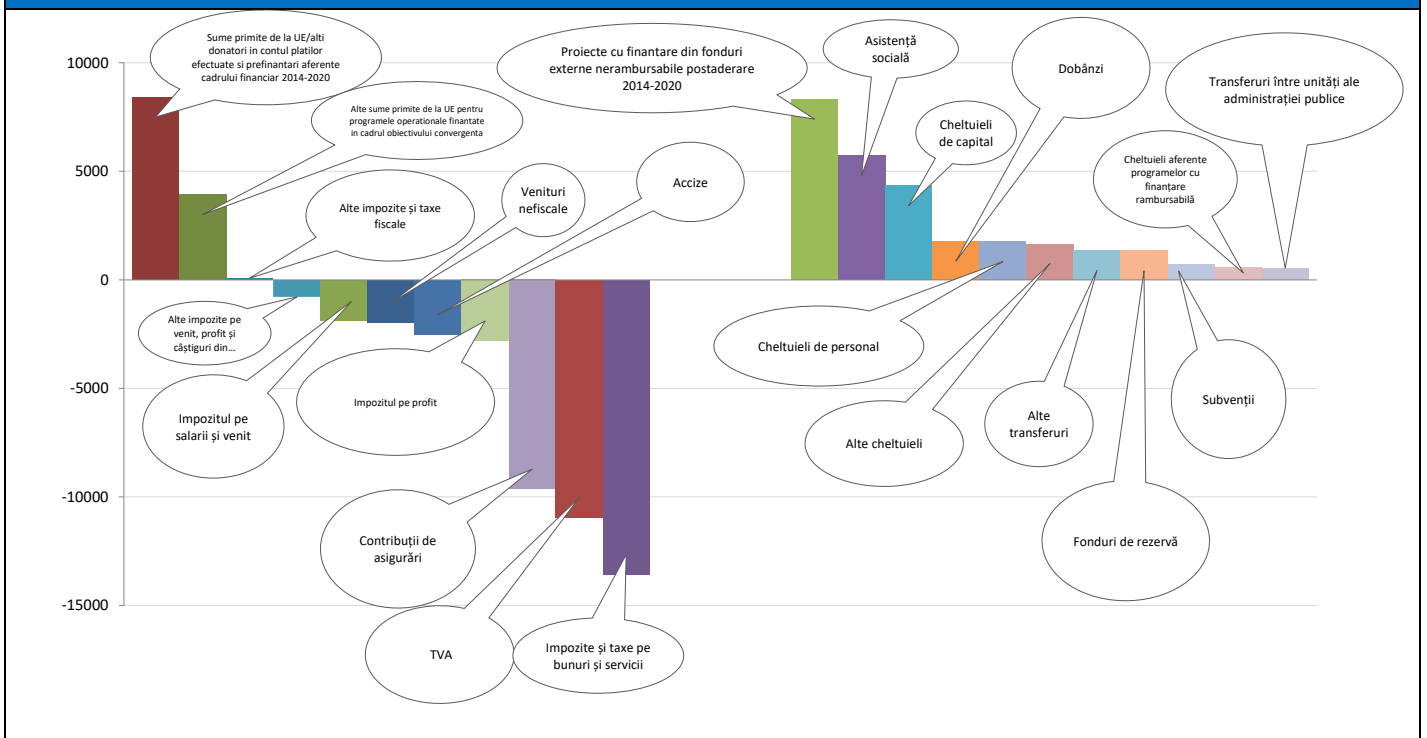 Sume primite de la UE/alti
donatori in contul platilor
efectuate si prefinantari aferente
cadrului financiar 2014-2020
Alte sume primite de la UE pentru
programele operationale finantate
in cadrul obiectivului convergenta
Alte impozite și taxe
fiscale
Venituri
nefiscale
Accize
Proiecte cu finantare din fonduri
externe nerambursabile postaderare
2014-2020
Asistență
socială
Cheltuieli
de capital
Dobânzi
Cheltuieli aferente
programelor cu
finanțare
rambursabilă
Transferuri între unități ale
administrației publice
10000
5000
0
-5000
-10000
-15000
Alte impozite pe
venit, profit și
câștiguri din...
Impozitul pe
salarii și venit
Impozitul pe profit
Contribuții de
asigurări
TVA
Impozite și taxe pe
bunuri și servicii
Cheltuieli de personal
Alte cheltuieli
Alte
transferuri
Fonduri de rezervă
Subvenții